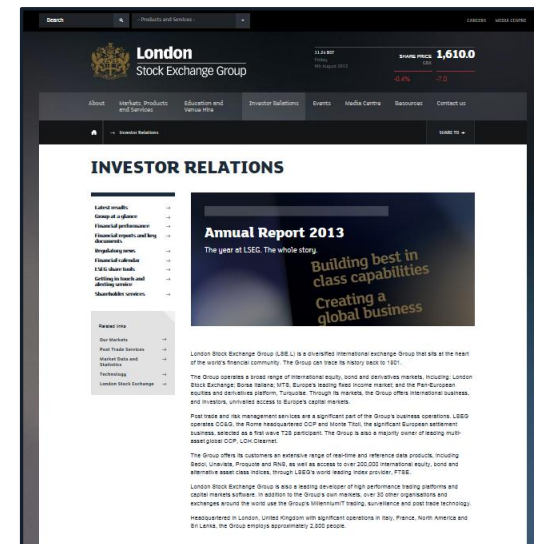 Search
- Products and Services -
CAREERS
MEDIA CENTRE
London
Stock Exchange Group
Friday
SHARE PRICE
1,610.0
GBX
-0.4%
-7.0
About
Markets, Products and Services
Education and Venue Hire
Investor Relations
Events
Media Centre
Resources
Contact us
→ Investor Relations
SHARE TO
INVESTOR RELATIONS
Latest results →
Group at a glance →
Financial performance →
Financial reports and key documents →
Regulatory news →
Financial calendar →
LSEG share tools →
Getting in touch and alerting service →
Shareholder services →
Annual Report 2013
The year at LSEG. The whole story.
Building best in
class capabilities
Creating a
global business
Related links
Our Markets →
Post Trade Services →
Market Data and Statistics →
Technology →
London Stock Exchange →
London Stock Exchange Group (LSE.L) is a diversified international exchange Group that sits at the heart
of the world's financial community. The Group can trace its history back to 1801.
The Group operates a broad range of international equity, bond and derivatives markets, including: London
Stock Exchange; Borsa Italiana; MTS, Europe's leading fixed income market; and the Pan-European
equities and derivatives platform, Turquoise. Through its markets, the Group offers international business,
and investors, unrivalled access to Europe's capital markets.
Post trade and risk management services are a significant part of the Group's business operations. LSEG
operates CC&G, the Rome headquartered CCP and Monte Titoli, the significant European settlement
business, selected as a first wave T2S participant. The Group is also a majority owner of leading multi-
asset global CCP, LCH.Clearnet.
The Group offers its customers an extensive range of real-time and reference data products, including
Sedol, Unavista, Proquote and RNS, as well as access to over 200,000 international equity, bond and
alternative asset class indices, through LSEG's world leading index provider, FTSE.
London Stock Exchange Group is also a leading developer of high performance trading platforms and
capital markets software. In addition to the Group's own markets, over 30 other organisations and
exchanges around the world use the Group's MillenniumIT trading, surveillance and post trade technology.
Headquartered in London, United Kingdom with significant operations in Italy, France, North America and
Sri Lanka, the Group employs approximately 2,800 people.